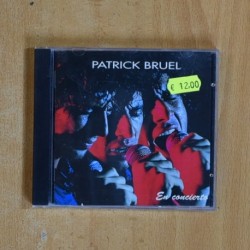 PATRICK BRUEL
€ 12.00
En concierto